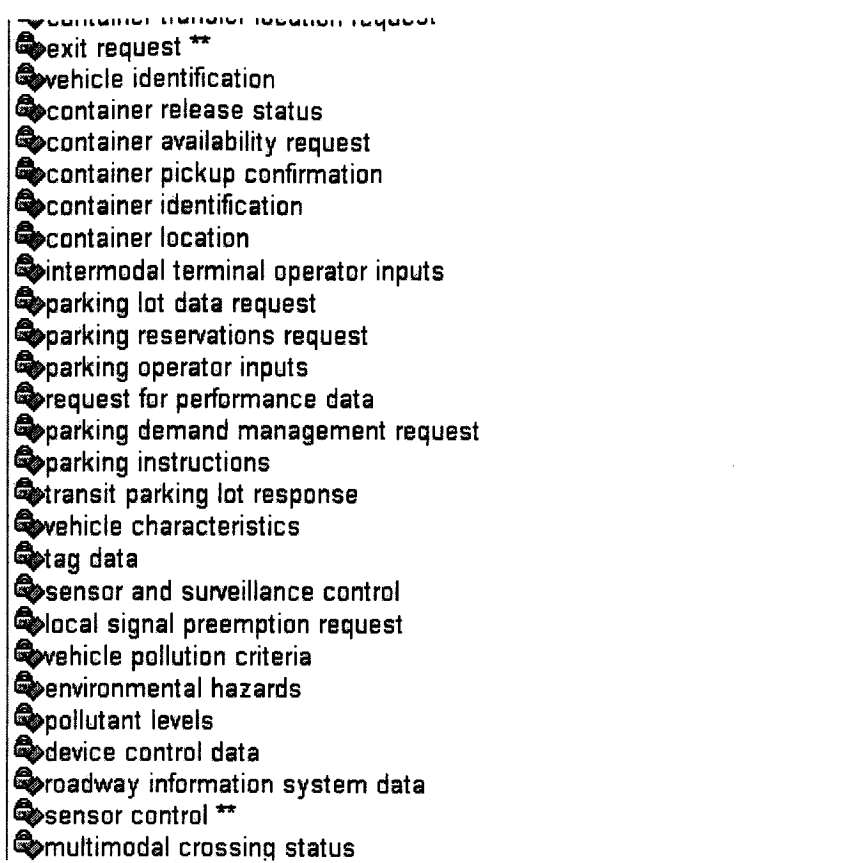 container transfer location request
exit request **
vehicle identification
container release status
container availability request
container pickup confirmation
container identification
container location
intermodal terminal operator inputs
parking lot data request
parking reservations request
parking operator inputs
request for performance data
parking demand management request
parking instructions
transit parking lot response
vehicle characteristics
tag data
sensor and surveillance control
local signal preemption request
vehicle pollution criteria
environmental hazards
pollutant levels
device control data
roadway information system data
sensor control **
multimodal crossing status